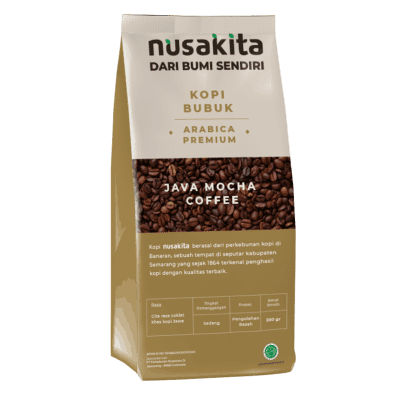 nusakita
DARI BUMI SENDIRI
KOPI
BUBUK
ARABICA
PREMIUM
JAVA MOCHA
COFFEE
Kopi nusakita berasal dari perkebunan kopi di
Banaran, sebuah tempat di seputar kabupaten
Semarang yang sejak 1864 terkenal penghasil
kopi dengan kualitas terbaik.
Rasa
Tingkat Pemanggangan
Proses
Berat Bersih
Cita rasa coklat
khas kopi Jawa
Sedang
Pengolahan
Basah
200 gr